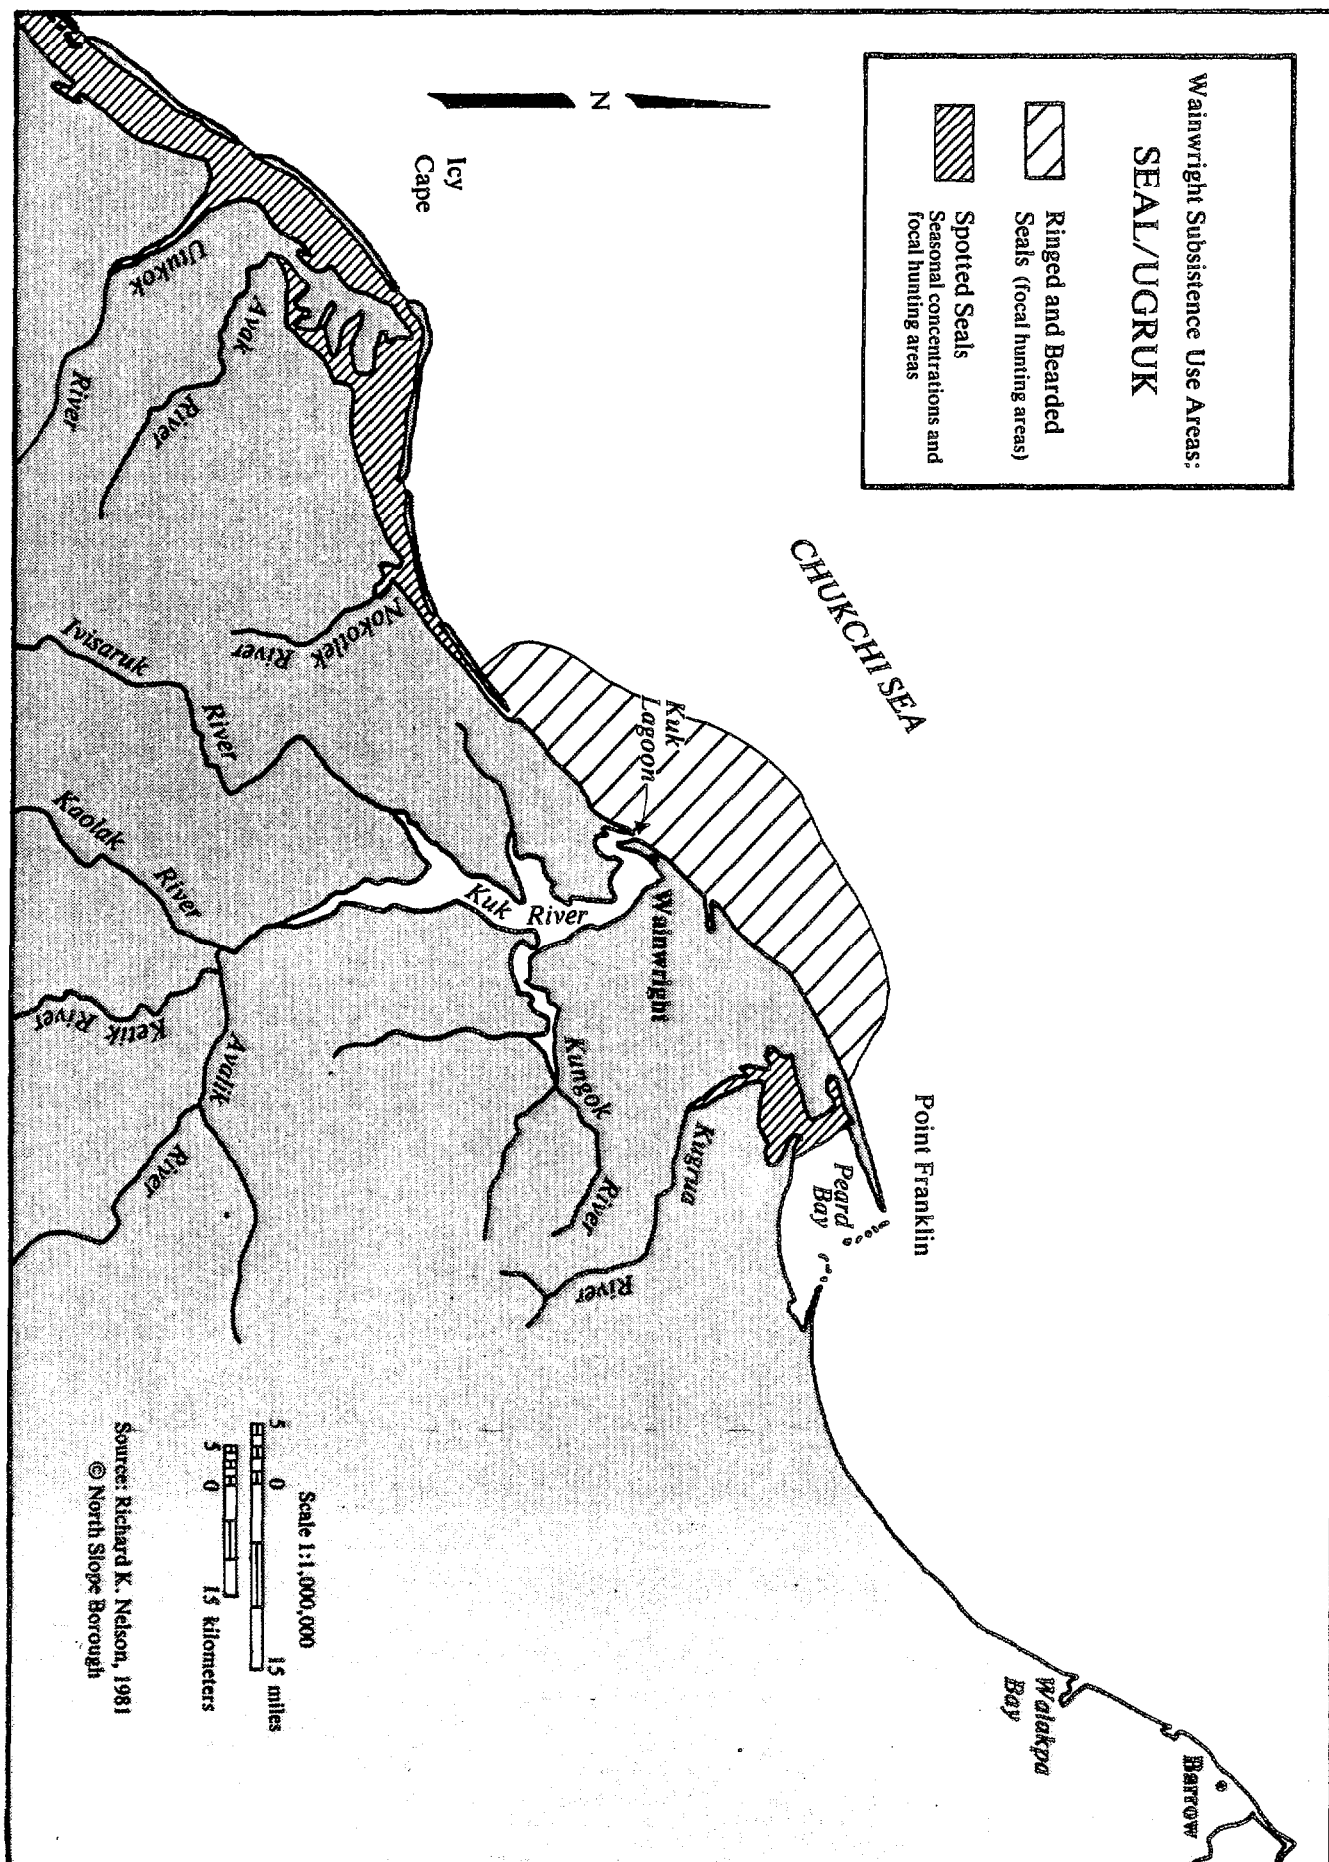 Wainwright Subsistence Use Areas:
SEAL/UGRUK
Ringed and Bearded
Seals (focal hunting areas)
Spotted Seals
Seasonal concentrations and
focal hunting areas
N
Icy
Cape
CHUKCHI SEA
Point Franklin
Peard
Bay
Walakpa
Bay
Barrow
Kuk
Lagoon
Wainwright
Utukok
River
Avak
River
Nokotlek
River
Ivisaruk
River
Kaolak
River
Kuk River
Ketik
River
Avalik
River
Kungok
River
Kugrua
River
Scale 1:1,000,000
5 0 15 miles
5 0 15 kilometers
Source: Richard K. Nelson, 1981
© North Slope Borough